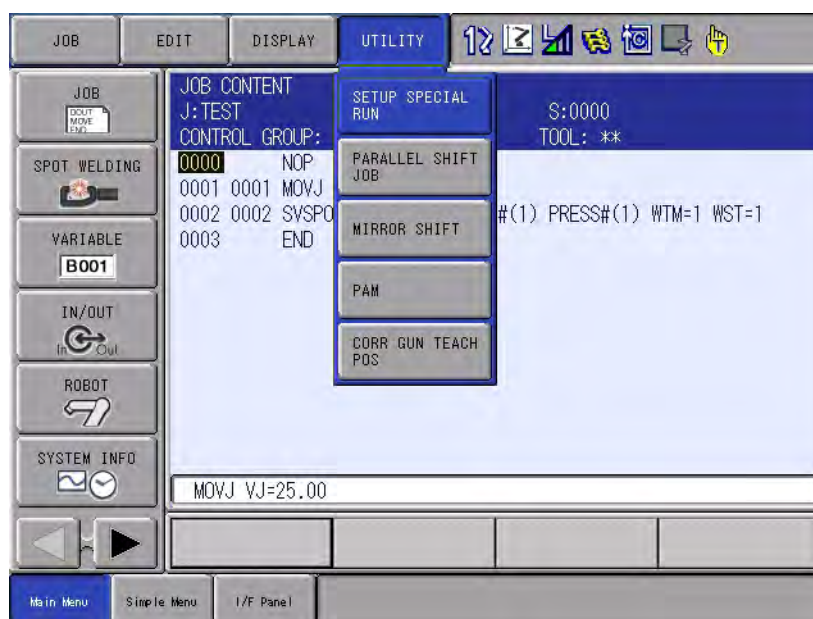 JOB EDIT DISPLAY UTILITY
JOB
DOUT
MOVE
END
SPOT WELDING
VARIABLE
B001
IN/OUT
In Out
ROBOT
SYSTEM INFO
JOB CONTENT
J:TEST S:0000
CONTROL GROUP: TOOL: **
0000 NOP
0001 0001 MOVJ
0002 0002 SVSPO #(1) PRESS#(1) WTM=1 WST=1
0003 END
SETUP SPECIAL
RUN
PARALLEL SHIFT
JOB
MIRROR SHIFT
PAM
CORR GUN TEACH
POS
MOVJ VJ=25.00
Main Menu Simple Menu I/F Panel